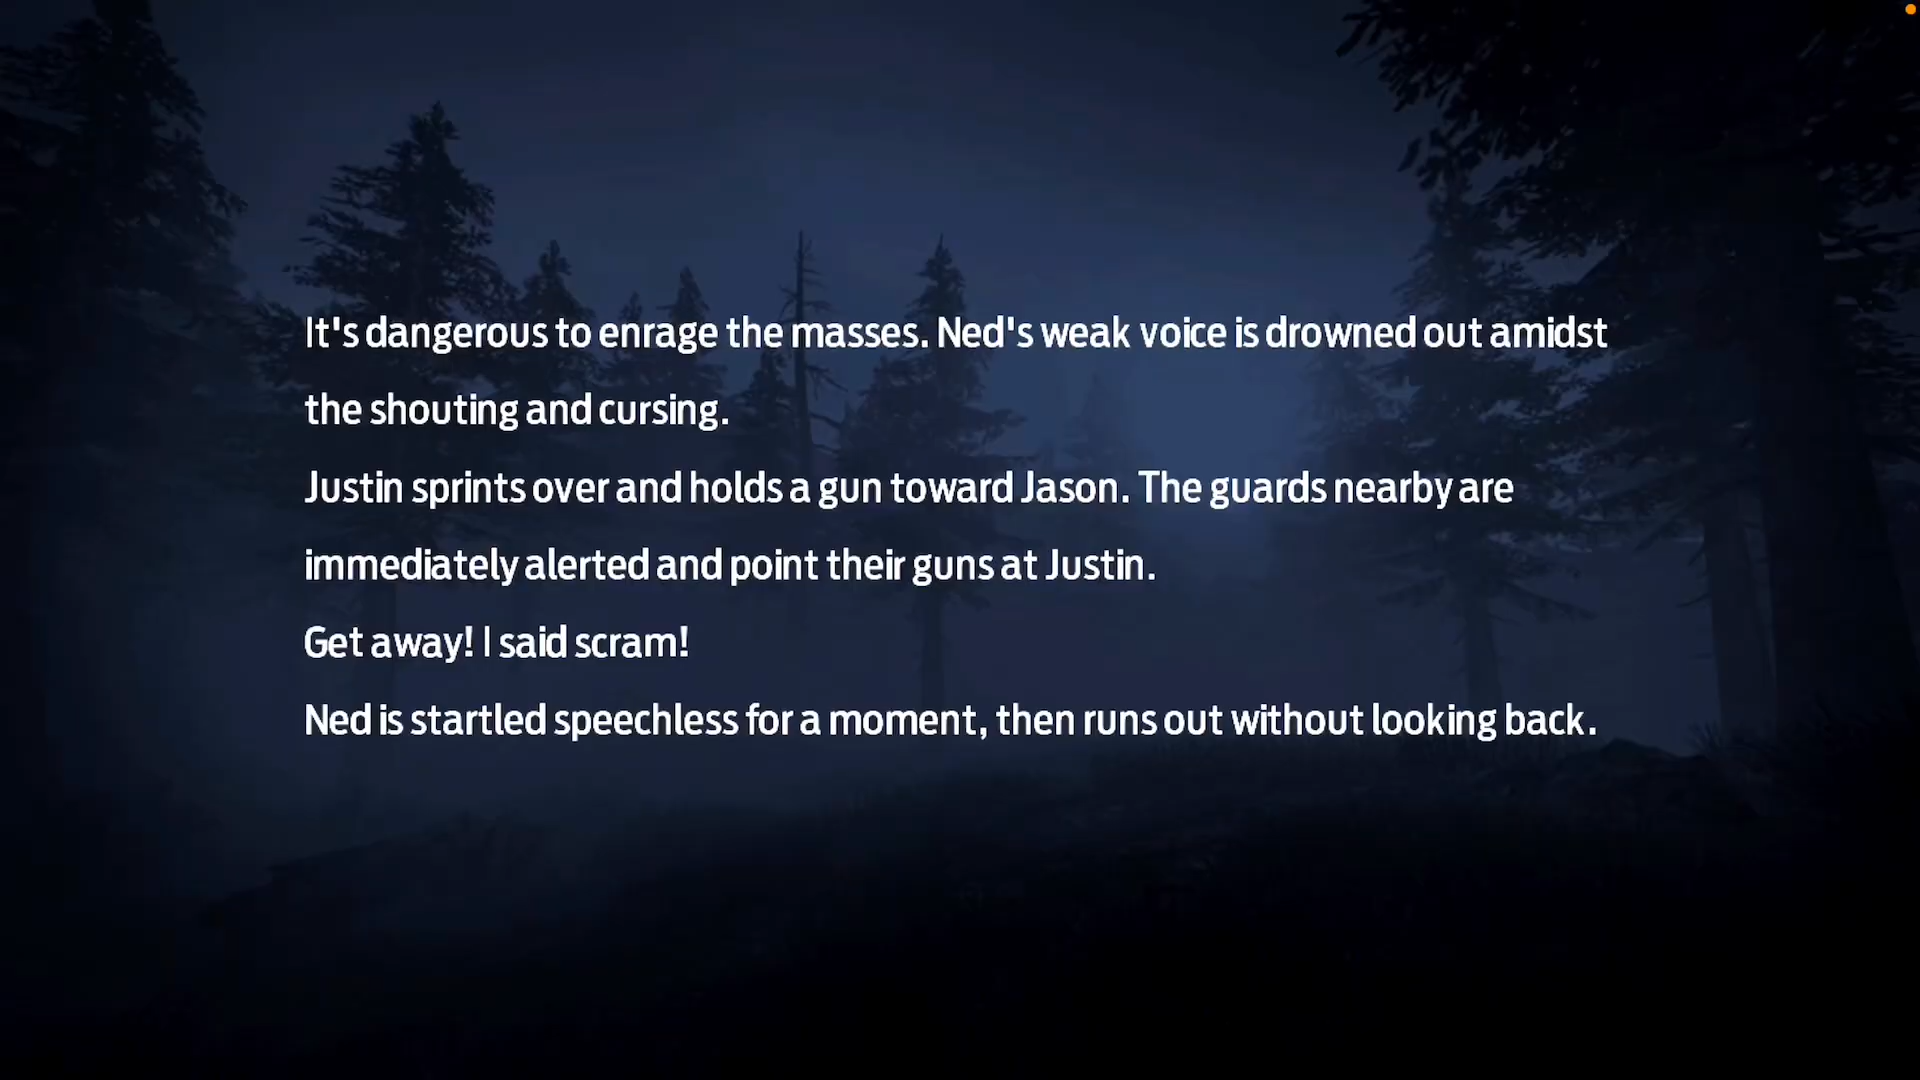 It's dangerous to enrage the masses. Ned's weak voice is drowned out amidst
the shouting and cursing.
Justin sprints over and holds a gun toward Jason. The guards nearby are
immediately alerted and point their guns at Justin.
Get away! I said scram!
Ned is startled speechless for a moment, then runs out without looking back.